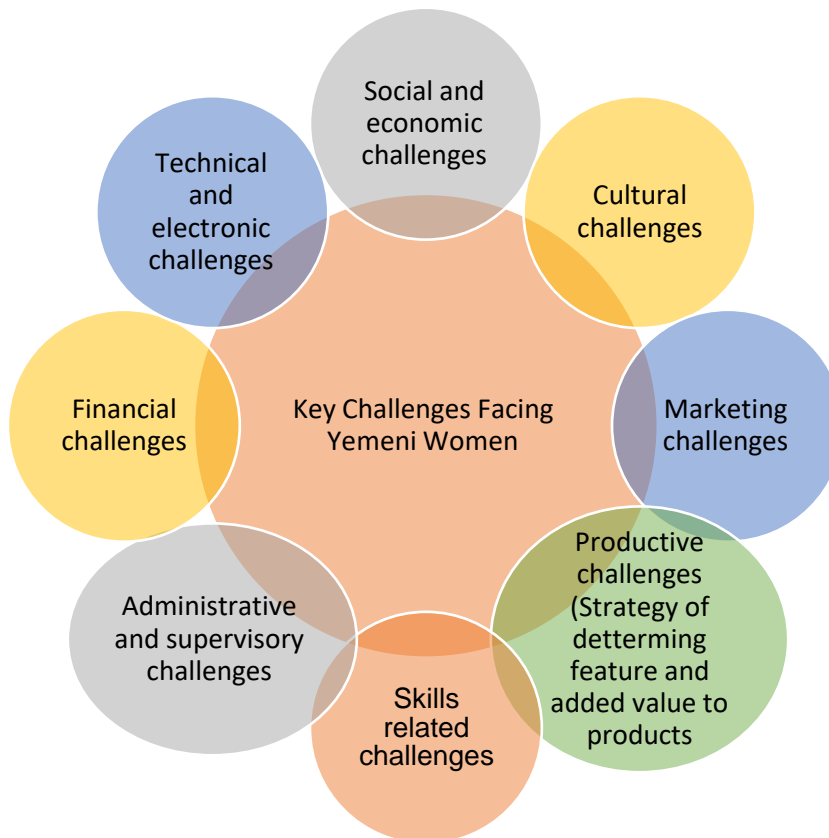 Social and
economic
challenges
Cultural
challenges
Marketing
challenges
Productive
challenges
(Strategy of
detterming
feature and
added value to
products
Skills
related
challenges
Administrative
and supervisory
challenges
Financial
challenges
Technical
and
electronic
challenges
Key Challenges Facing
Yemeni Women